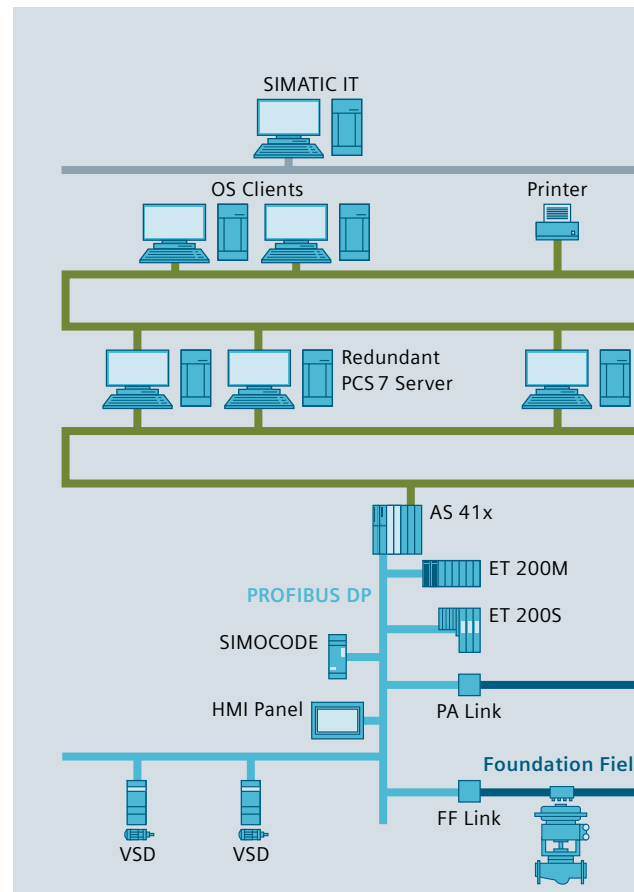 SIMATIC IT
OS Clients
Printer
Redundant
PCS 7 Server
AS 41x
ET 200M
PROFIBUS DP
ET 200S
SIMOCODE
HMI Panel
PA Link
Foundation Fiel
FF Link
VSD
VSD